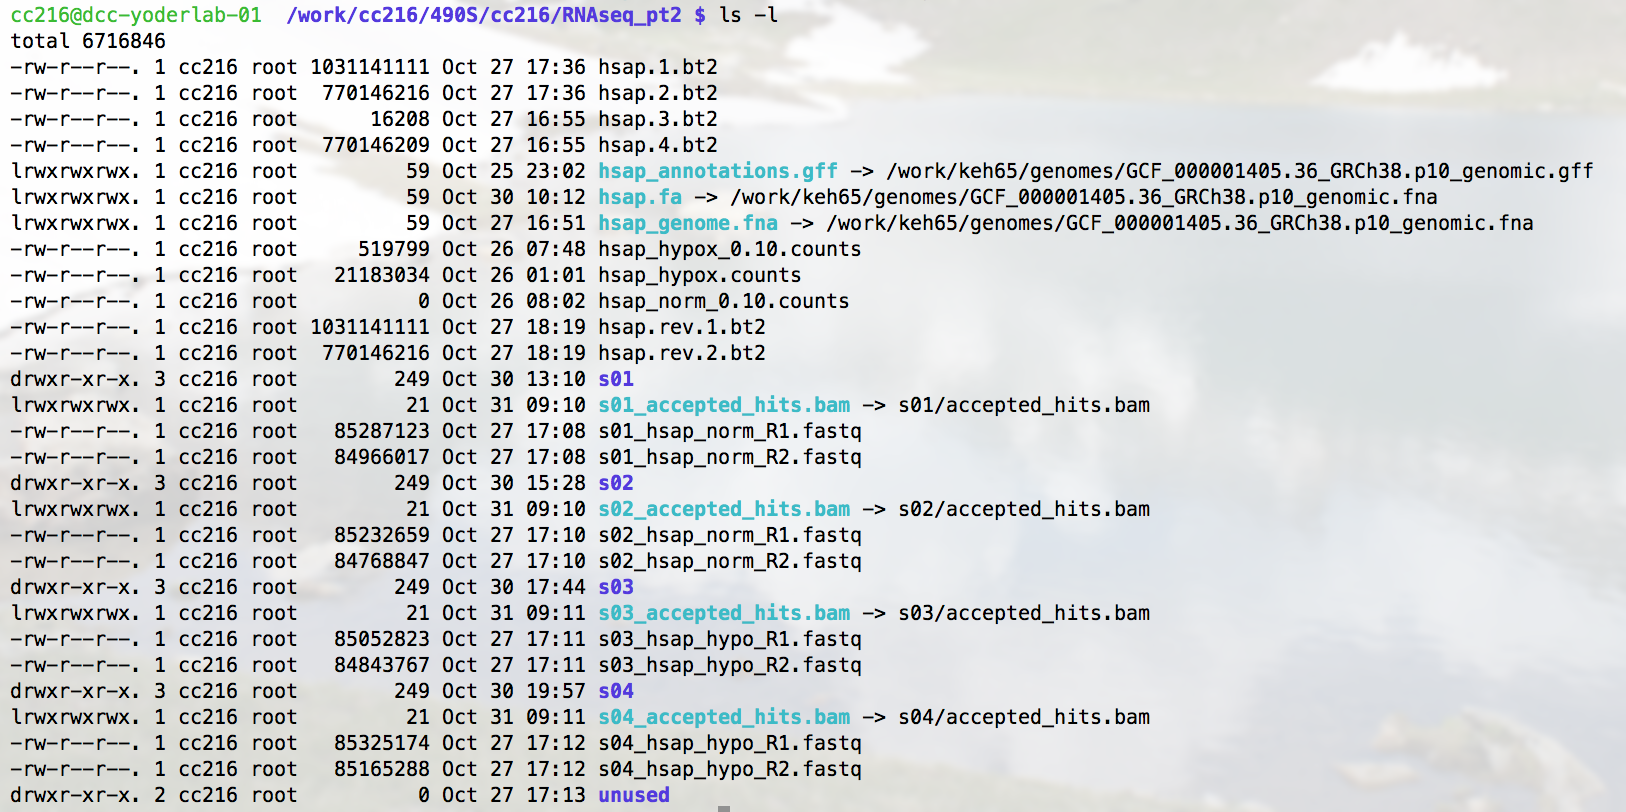 cc216@dcc-yoderlab-01  /work/cc216/490S/cc216/RNAseq_pt2 $ ls -l
total 6716846
-rw-r--r--. 1 cc216 root 1031141111 Oct 27 17:36 hsap.1.bt2
-rw-r--r--. 1 cc216 root  770146216 Oct 27 17:36 hsap.2.bt2
-rw-r--r--. 1 cc216 root      16208 Oct 27 16:55 hsap.3.bt2
-rw-r--r--. 1 cc216 root  770146209 Oct 27 16:55 hsap.4.bt2
lrwxrwxrwx. 1 cc216 root         59 Oct 25 23:02 hsap_annotations.gff -> /work/keh65/genomes/GCF_000001405.36_GRCh38.p10_genomic.gff
lrwxrwxrwx. 1 cc216 root         59 Oct 30 10:12 hsap.fa -> /work/keh65/genomes/GCF_000001405.36_GRCh38.p10_genomic.fna
lrwxrwxrwx. 1 cc216 root         59 Oct 27 16:51 hsap_genome.fna -> /work/keh65/genomes/GCF_000001405.36_GRCh38.p10_genomic.fna
-rw-r--r--. 1 cc216 root     519799 Oct 26 07:48 hsap_hypox_0.10.counts
-rw-r--r--. 1 cc216 root   21183034 Oct 26 01:01 hsap_hypox.counts
-rw-r--r--. 1 cc216 root          0 Oct 26 08:02 hsap_norm_0.10.counts
-rw-r--r--. 1 cc216 root 1031141111 Oct 27 18:19 hsap.rev.1.bt2
-rw-r--r--. 1 cc216 root  770146216 Oct 27 18:19 hsap.rev.2.bt2
drwxr-xr-x. 3 cc216 root        249 Oct 30 13:10 s01
lrwxrwxrwx. 1 cc216 root         21 Oct 31 09:10 s01_accepted_hits.bam -> s01/accepted_hits.bam
-rw-r--r--. 1 cc216 root   85287123 Oct 27 17:08 s01_hsap_norm_R1.fastq
-rw-r--r--. 1 cc216 root   84966017 Oct 27 17:08 s01_hsap_norm_R2.fastq
drwxr-xr-x. 3 cc216 root        249 Oct 30 15:28 s02
lrwxrwxrwx. 1 cc216 root         21 Oct 31 09:10 s02_accepted_hits.bam -> s02/accepted_hits.bam
-rw-r--r--. 1 cc216 root   85232659 Oct 27 17:10 s02_hsap_norm_R1.fastq
-rw-r--r--. 1 cc216 root   84768847 Oct 27 17:10 s02_hsap_norm_R2.fastq
drwxr-xr-x. 3 cc216 root        249 Oct 30 17:44 s03
lrwxrwxrwx. 1 cc216 root         21 Oct 31 09:11 s03_accepted_hits.bam -> s03/accepted_hits.bam
-rw-r--r--. 1 cc216 root   85052823 Oct 27 17:11 s03_hsap_hypo_R1.fastq
-rw-r--r--. 1 cc216 root   84843767 Oct 27 17:11 s03_hsap_hypo_R2.fastq
drwxr-xr-x. 3 cc216 root        249 Oct 30 19:57 s04
lrwxrwxrwx. 1 cc216 root         21 Oct 31 09:11 s04_accepted_hits.bam -> s04/accepted_hits.bam
-rw-r--r--. 1 cc216 root   85325174 Oct 27 17:12 s04_hsap_hypo_R1.fastq
-rw-r--r--. 1 cc216 root   85165288 Oct 27 17:12 s04_hsap_hypo_R2.fastq
drwxr-xr-x. 2 cc216 root          0 Oct 27 17:13 unused